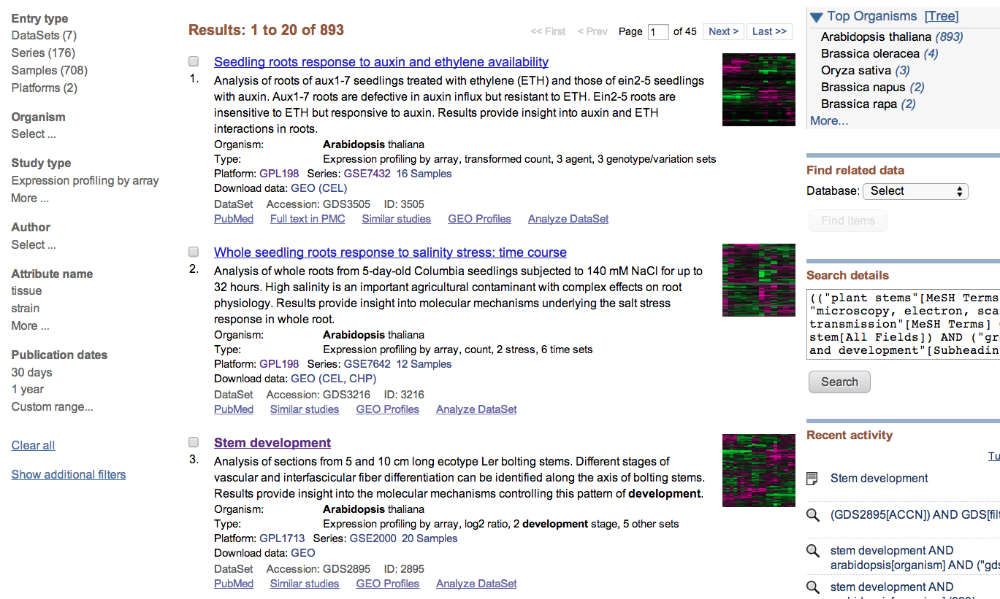 Entry type
DataSets (7)
Series (176)
Samples (708)
Platforms (2)
Organism
Select ...
Study type
Expression profiling by array
More ...
Author
Select ...
Attribute name
tissue
strain
More ...
Publication dates
30 days
1 year
Custom range...
Clear all
Show additional filters
Results: 1 to 20 of 893
<< First < Prev Page 1 of 45 Next > Last >>
Seedling roots response to auxin and ethylene availability
1. Analysis of roots of aux1-7 seedlings treated with ethylene (ETH) and those of ein2-5 seedlings
with auxin. Aux1-7 roots are defective in auxin influx but resistant to ETH. Ein2-5 roots are
insensitive to ETH but responsive to auxin. Results provide insight into auxin and ETH
interactions in roots.
Organism: Arabidopsis thaliana
Type: Expression profiling by array, transformed count, 3 agent, 3 genotype/variation sets
Platform: GPL198 Series: GSE7432 16 Samples
Download data: GEO (CEL)
DataSet Accession: GDS3505 ID: 3505
PubMed Full text in PMC Similar studies GEO Profiles Analyze DataSet
Whole seedling roots response to salinity stress: time course
2. Analysis of whole roots from 5-day-old Columbia seedlings subjected to 140 mM NaCl for up to
32 hours. High salinity is an important agricultural contaminant with complex effects on root
physiology. Results provide insight into molecular mechanisms underlying the salt stress
response in whole root.
Organism: Arabidopsis thaliana
Type: Expression profiling by array, count, 2 stress, 6 time sets
Platform: GPL198 Series: GSE7642 12 Samples
Download data: GEO (CEL, CHP)
DataSet Accession: GDS3216 ID: 3216
PubMed Similar studies GEO Profiles Analyze DataSet
Stem development
3. Analysis of sections from 5 and 10 cm long ecotype Ler bolting stems. Different stages of
vascular and interfascicular fiber differentiation can be identified along the axis of bolting stems.
Results provide insight into the molecular mechanisms controlling this pattern of development.
Organism: Arabidopsis thaliana
Type: Expression profiling by array, log2 ratio, 2 development stage, 5 other sets
Platform: GPL1713 Series: GSE2000 20 Samples
Download data: GEO
DataSet Accession: GDS2895 ID: 2895
PubMed Similar studies GEO Profiles Analyze DataSet
Top Organisms [Tree]
Arabidopsis thaliana (893)
Brassica oleracea (4)
Oryza sativa (3)
Brassica napus (2)
Brassica rapa (2)
More...
Find related data
Database: Select
Find items
Search details
(("plant stems"[MeSH Terms
"microscopy, electron, sca
transmission"[MeSH Terms]
stem[All Fields]) AND ("gr
and development"[Subheadin
Search
Recent activity
Tu
Stem development
(GDS2895[ACCN]) AND GDS[fil
stem development AND
arabidopsis[organism] AND ("gds
stem development AND